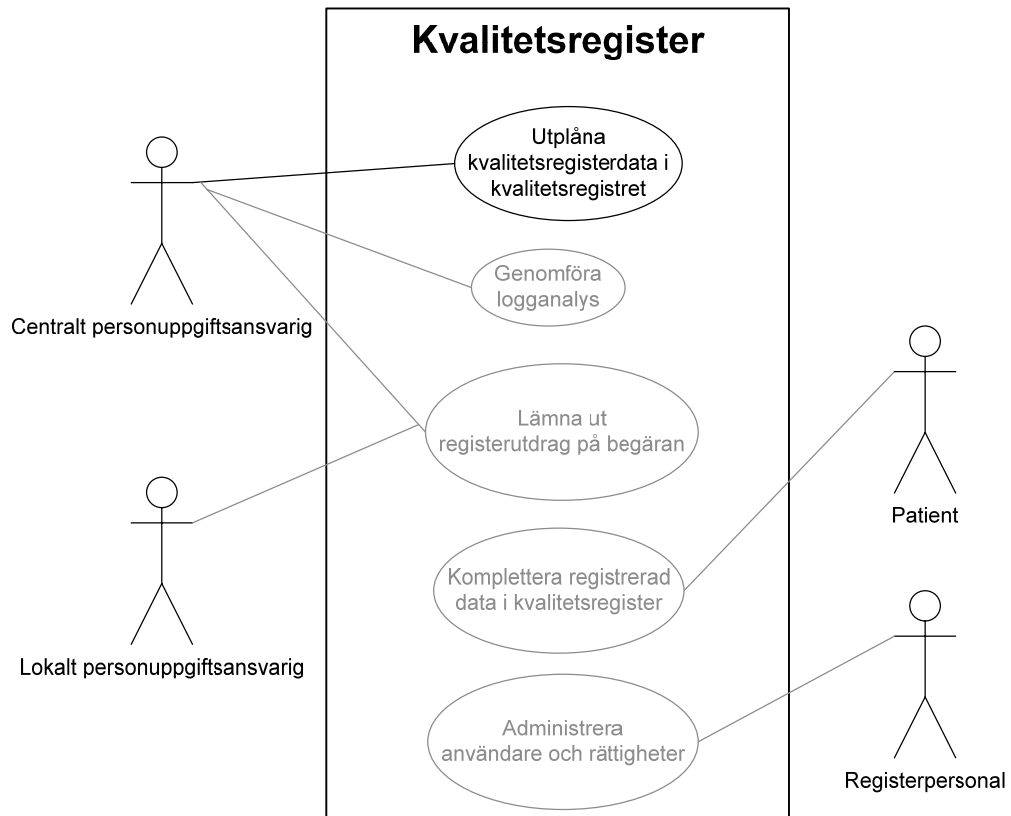 Kvalitetsregister
Utplåna
kvalitetsregisterdata i
kvalitetsregistret
Genomföra
logganalys
Centralt personuppgiftsansvarig
Lämna ut
registerutdrag på begäran
Patient
Komplettera registrerad
data i kvalitetsregister
Lokalt personuppgiftsansvarig
Administrera
användare och rättigheter
Registerpersonal